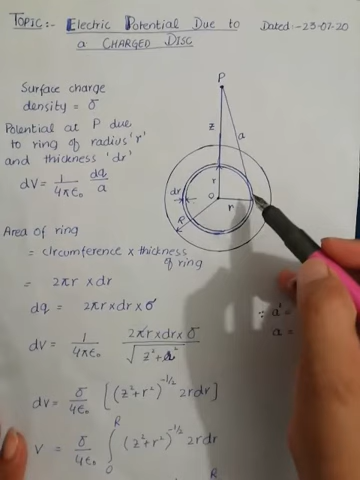 TOPIC:- Electric Potential Due to Dated:-23-07-20
a CHARGED DISC
Surface charge
density = σ
Potential at P due
to ring of radius 'r'
and thickness 'dr'
dV = 1/4πε₀ dq/a
P
z
a
dr
r
O
r
R
Area of ring
= circumference × thickness
of ring
= 2πr × dr
dq = 2πr × dr × σ
∵ a² =
a =
dV = 1/4πε₀ 2πr×dr×σ/√z²+r²
dV = σ/4ε₀ [(z²+r²)^-1/2 2rdr]
V = σ/4ε₀ ∫₀^R (z²+r²)^-1/2 2rdr
R